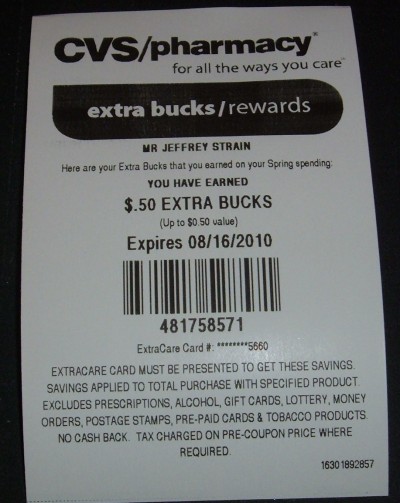 CVS/pharmacy®
for all the ways you care™
extra bucks/rewards
MR JEFFREY STRAIN
Here are your Extra Bucks that you earned on your Spring spending:
YOU HAVE EARNED
$.50 EXTRA BUCKS
(Up to $0.50 value)
Expires 08/16/2010
481758571
ExtraCare Card #: ********5660
EXTRACARE CARD MUST BE PRESENTED TO GET THESE SAVINGS.
SAVINGS APPLIED TO TOTAL PURCHASE WITH SPECIFIED PRODUCT.
EXCLUDES PRESCRIPTIONS, ALCOHOL, GIFT CARDS, LOTTERY, MONEY
ORDERS, POSTAGE STAMPS, PRE-PAID CARDS & TOBACCO PRODUCTS.
NO CASH BACK. TAX CHARGED ON PRE-COUPON PRICE WHERE
REQUIRED.
16301892857